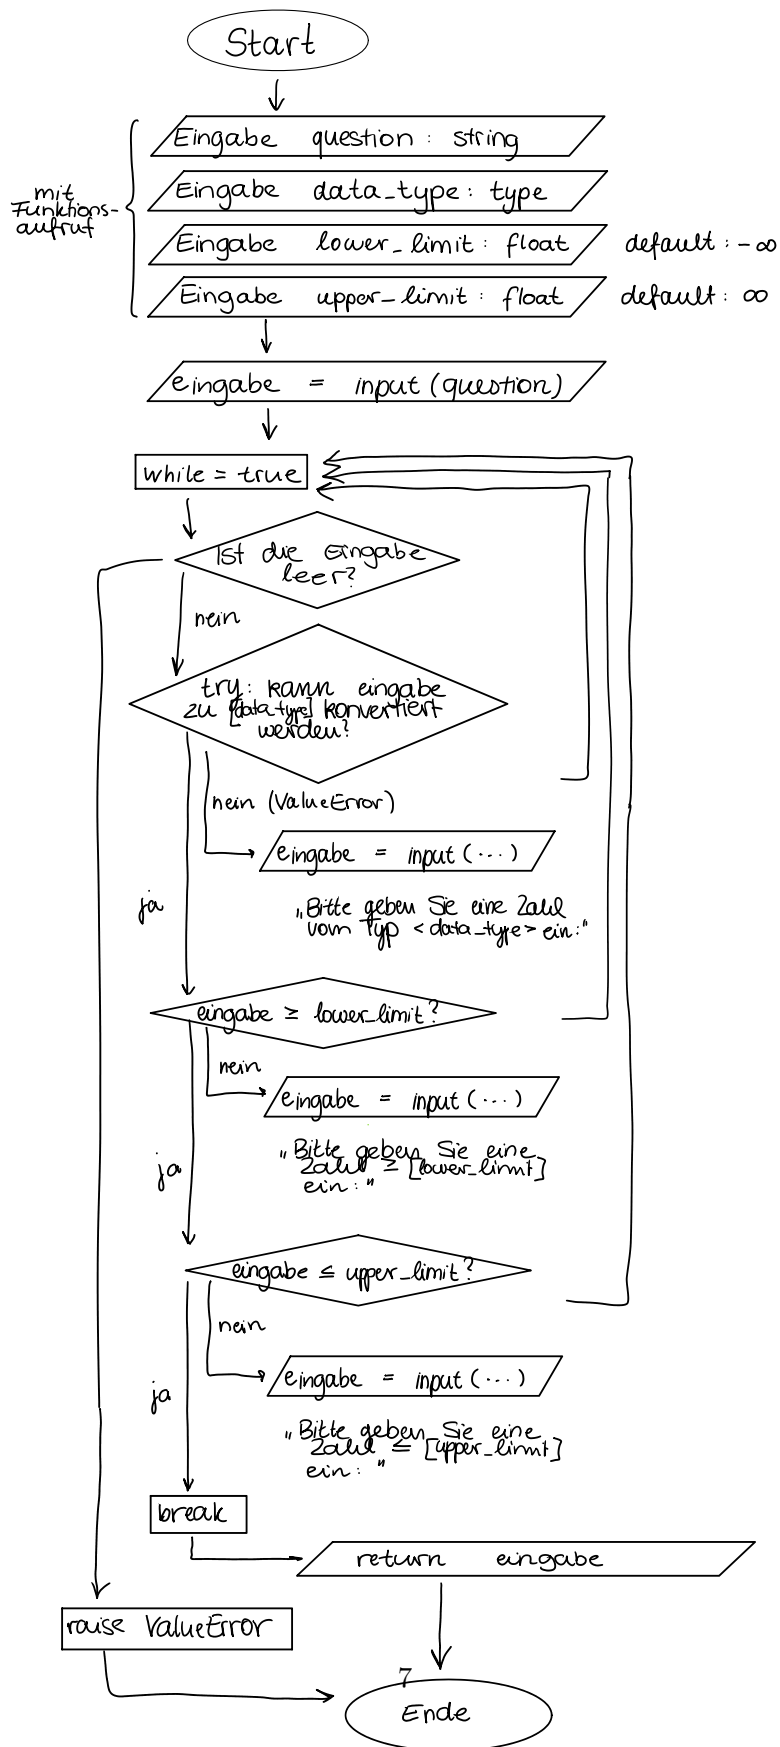 Start
Eingabe question : string
Eingabe data_type : type
mit
Funktions-
aufruf
Eingabe lower_limit : float default : - ∞
Eingabe upper_limit : float default : ∞
eingabe = input (question)
while = true
Ist die Eingabe
leer?
nein
try: kann eingabe
zu [data_type] konvertiert
werden?
nein (ValueError)
eingabe = input (...)
ja
„Bitte geben Sie eine Zahl
vom Typ <data_type> ein:"
eingabe ≥ lower_limit?
nein
eingabe = input (...)
„Bitte geben Sie eine
Zahl ≥ [lower_limit]
ein : "
ja
eingabe ≤ upper_limit?
nein
eingabe = input (...)
ja
„Bitte geben Sie eine
Zahl ≤ [upper_limit]
ein : "
break
return eingabe
raise ValueError
7
Ende